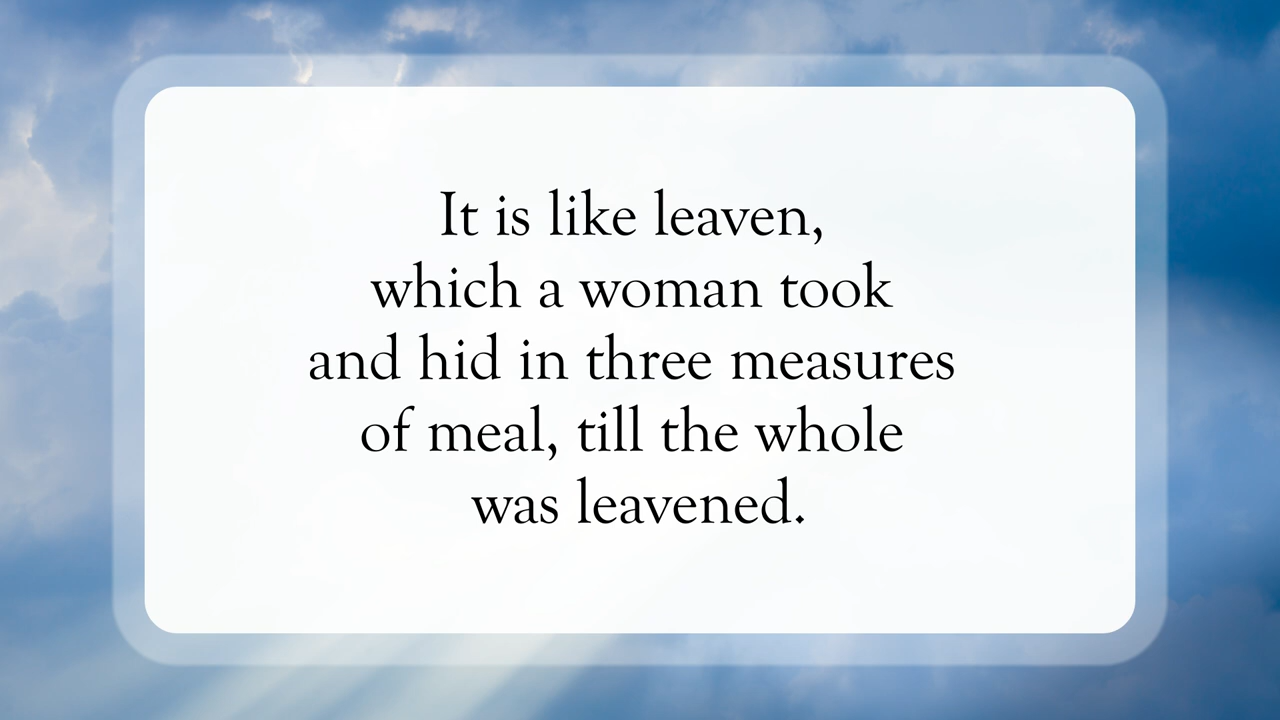 It is like leaven,
which a woman took
and hid in three measures
of meal, till the whole
was leavened.